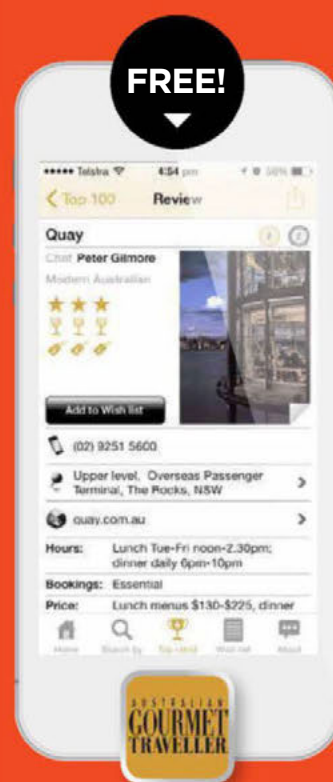 FREE!
Telstra 4:54 pm 58%
Top 100 Review
Quay
Chef Peter Gilmore
Modern Australian
Add to Wish list
(02) 9251 5600
Upper level, Overseas Passenger
Terminal, The Rocks, NSW
quay.com.au
Hours: Lunch Tue-Fri noon-2.30pm;
dinner daily 6pm-10pm
Bookings: Essential
Price: Lunch menus $130-$225, dinner
Home Search by Top rated Wish list About
AUSTRALIAN
GOURMET
TRAVELLER